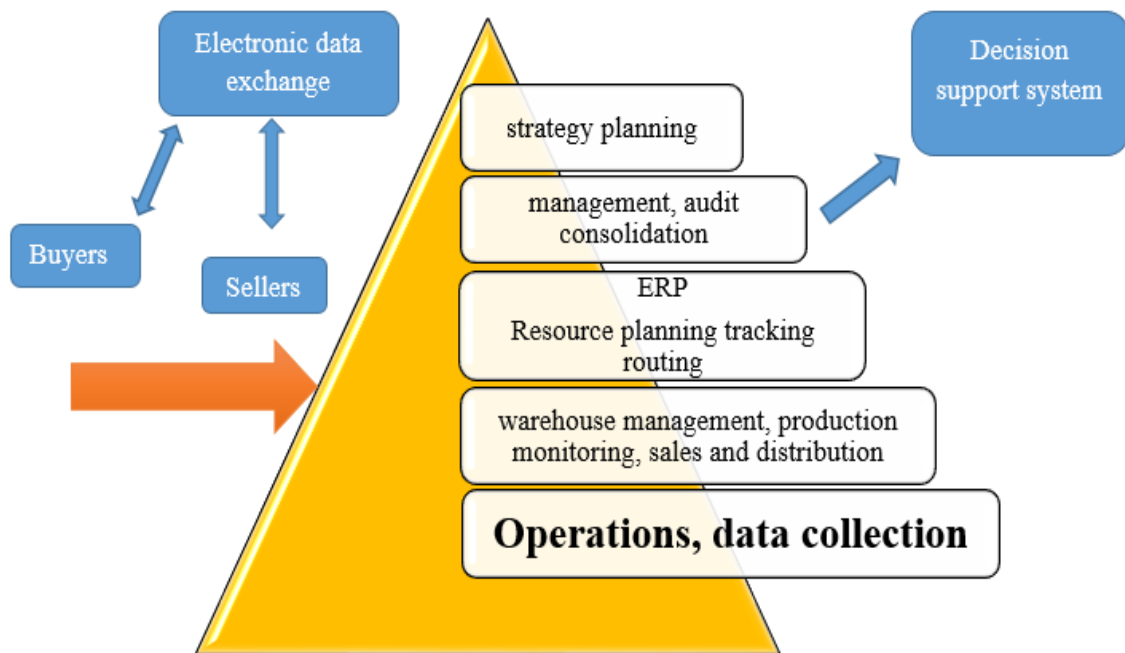 Electronic data
exchange
Buyers
Sellers
Decision
support system
strategy planning
management, audit
consolidation
ERP
Resource planning tracking
routing
warehouse management, production
monitoring, sales and distribution
Operations, data collection